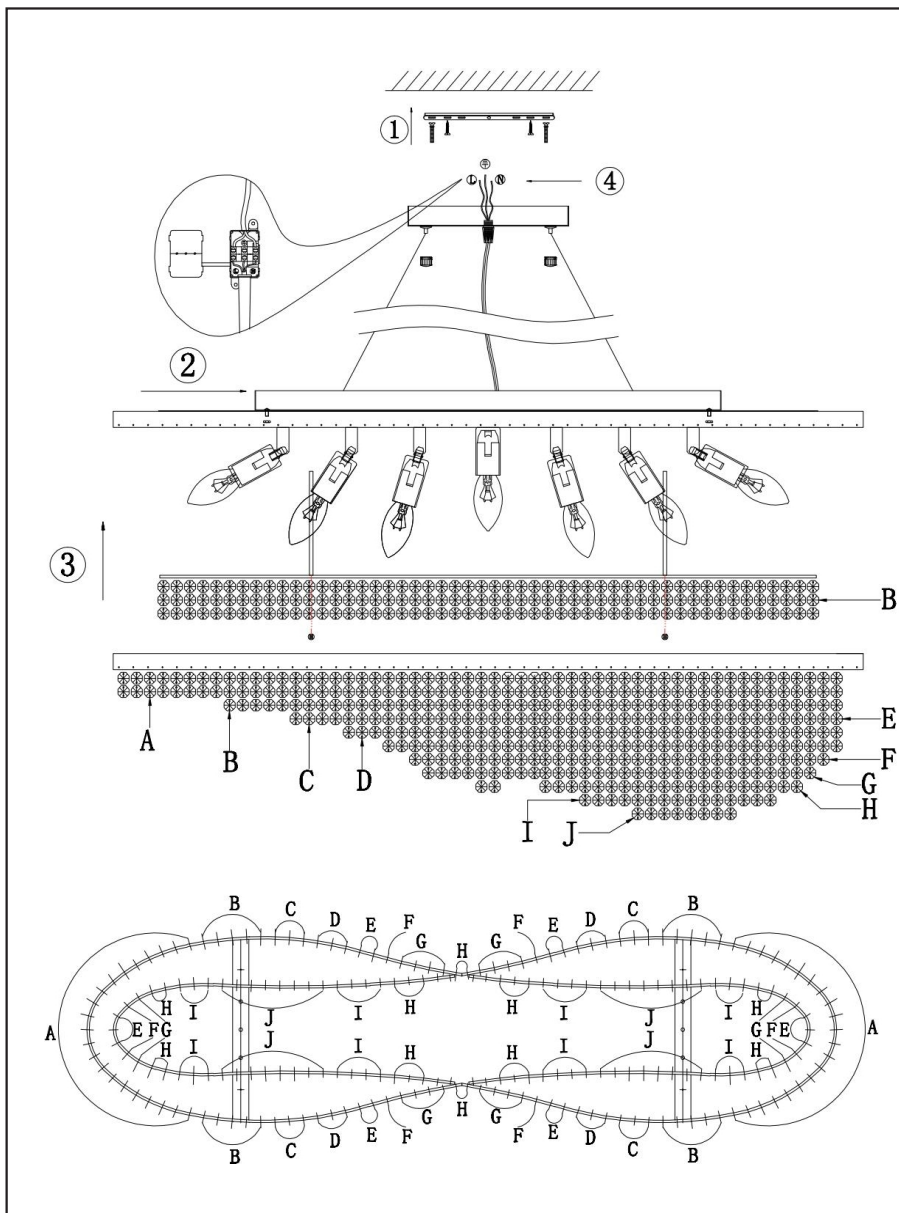 1
L N
4
2
3
B
A
B
C
D
E
F
G
H
I
J
B C D E F G H G F E D C B
H I J I H H I J I H
A E F G G F E A
H I J I H H I J I H
B C D E F G H G F E D C B